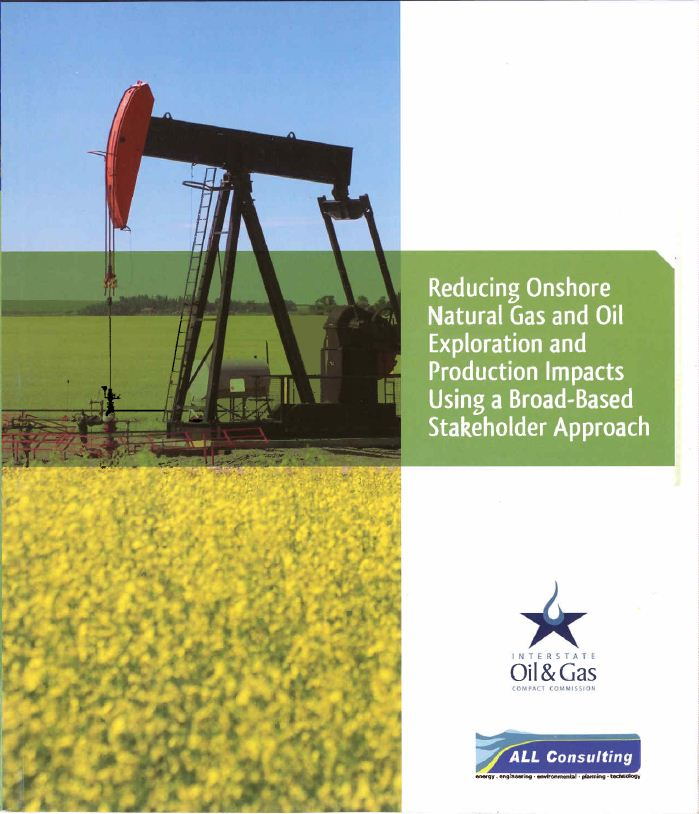 Reducing Onshore
Natural Gas and Oil
Exploration and
Production Impacts
Using a Broad-Based
Stakeholder Approach
INTERSTATE
Oil & Gas
COMPACT COMMISSION
ALL Consulting
energy . engineering - environmental - planning - technology